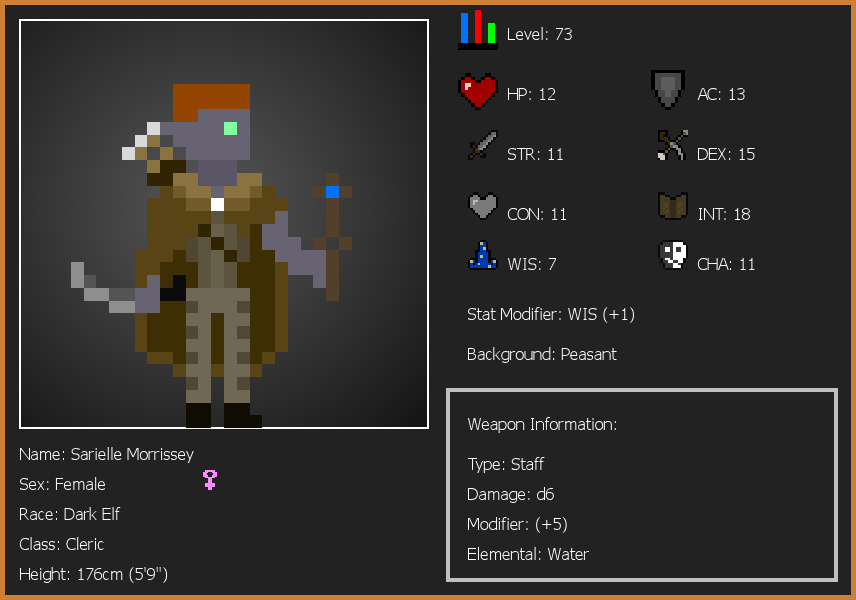 Level: 73
HP: 12
AC: 13
STR: 11
DEX: 15
CON: 11
INT: 18
WIS: 7
CHA: 11
Stat Modifier: WIS (+1)
Background: Peasant
Weapon Information:
Type: Staff
Damage: d6
Modifier: (+5)
Elemental: Water
Name: Sarielle Morrissey
Sex: Female
Race: Dark Elf
Class: Cleric
Height: 176cm (5'9")